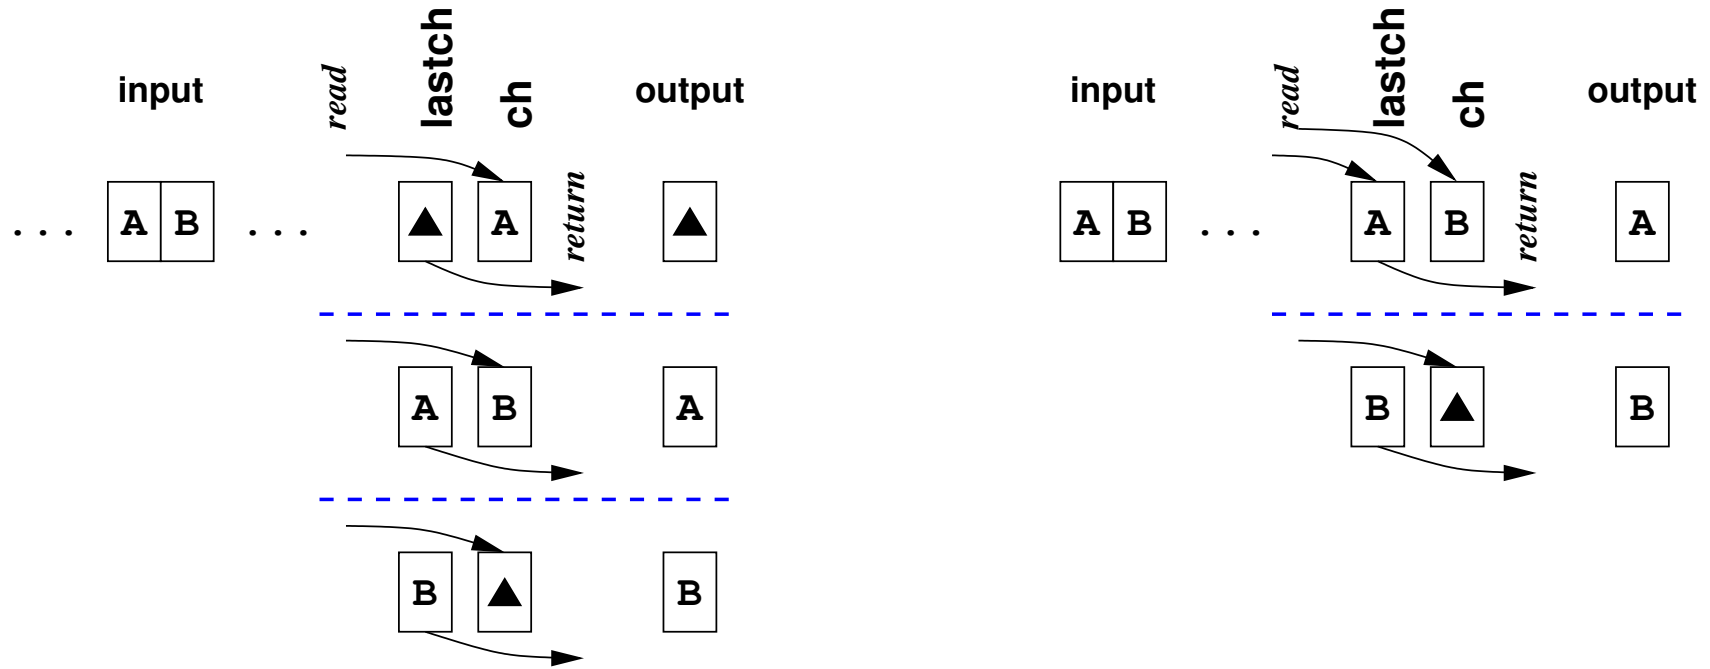 input read lastch ch output
. . . A B . . . ▲ A return ▲
A B A
B ▲ B
input read lastch ch output
A B . . . A B return A
B ▲ B